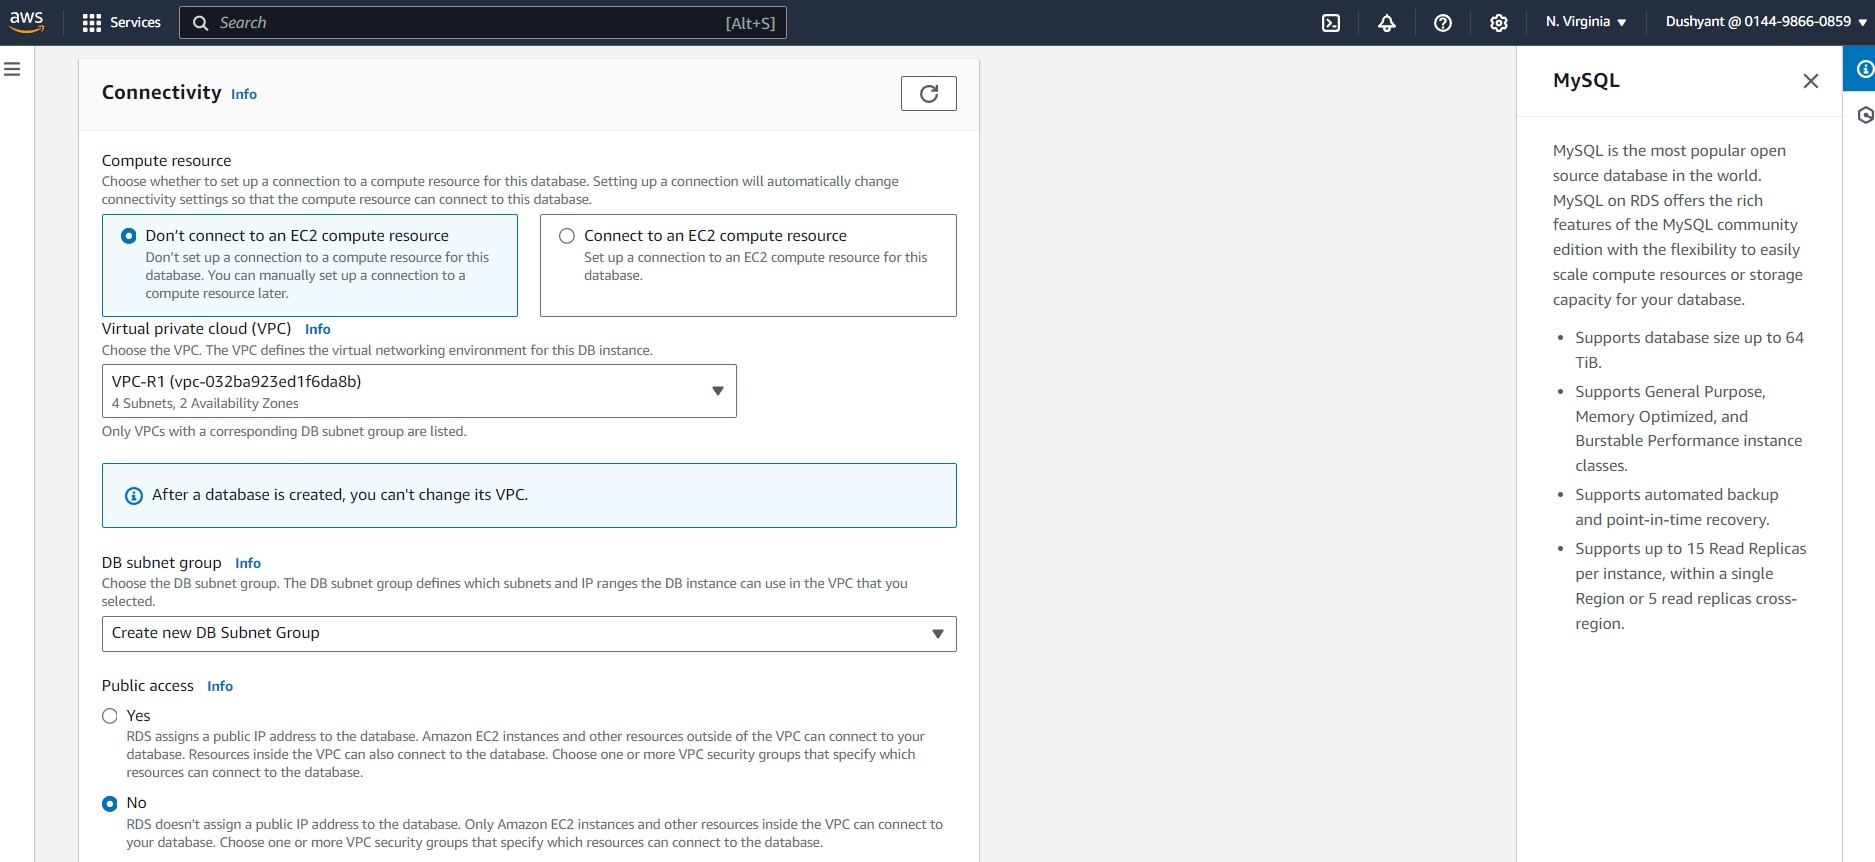 aws
Services
Search
[Alt+S]
N. Virginia
Dushyant @ 0144-9866-0859
Connectivity Info
Compute resource
Choose whether to set up a connection to a compute resource for this database. Setting up a connection will automatically change
connectivity settings so that the compute resource can connect to this database.
Don't connect to an EC2 compute resource
Don't set up a connection to a compute resource for this
database. You can manually set up a connection to a
compute resource later.
Connect to an EC2 compute resource
Set up a connection to an EC2 compute resource for this
database.
Virtual private cloud (VPC) Info
Choose the VPC. The VPC defines the virtual networking environment for this DB instance.
VPC-R1 (vpc-032ba923ed1f6da8b)
4 Subnets, 2 Availability Zones
Only VPCs with a corresponding DB subnet group are listed.
After a database is created, you can't change its VPC.
DB subnet group Info
Choose the DB subnet group. The DB subnet group defines which subnets and IP ranges the DB instance can use in the VPC that you
selected.
Create new DB Subnet Group
Public access Info
Yes
RDS assigns a public IP address to the database. Amazon EC2 instances and other resources outside of the VPC can connect to your
database. Resources inside the VPC can also connect to the database. Choose one or more VPC security groups that specify which
resources can connect to the database.
No
RDS doesn't assign a public IP address to the database. Only Amazon EC2 instances and other resources inside the VPC can connect to
your database. Choose one or more VPC security groups that specify which resources can connect to the database.
MySQL
MySQL is the most popular open
source database in the world.
MySQL on RDS offers the rich
features of the MySQL community
edition with the flexibility to easily
scale compute resources or storage
capacity for your database.
• Supports database size up to 64
TiB.
• Supports General Purpose,
Memory Optimized, and
Burstable Performance instance
classes.
• Supports automated backup
and point-in-time recovery.
• Supports up to 15 Read Replicas
per instance, within a single
Region or 5 read replicas cross-
region.